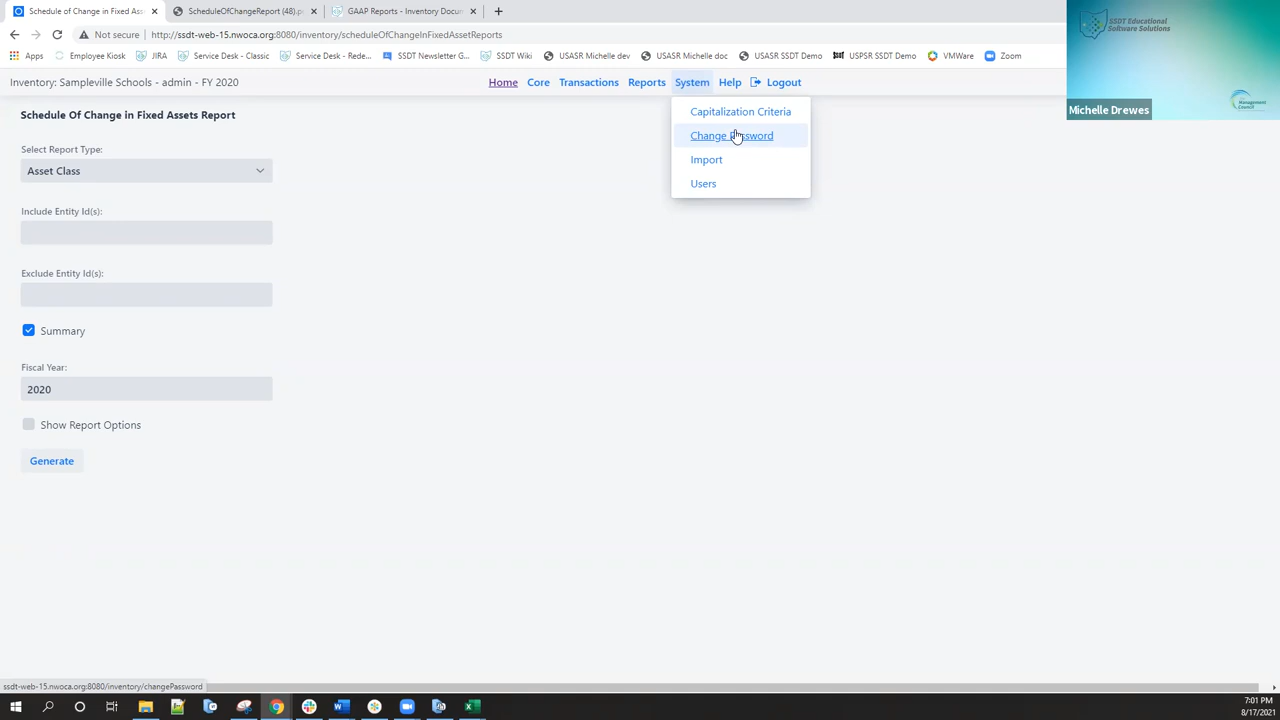 Schedule of Change in Fixed Asset
ScheduleOfChangeReport (48).p
GAAP Reports - Inventory Docum
Not secure
http://ssdt-web-15.nwoca.org:8080/inventory/scheduleOfChangeInFixedAssetReports
Apps
Employee Kiosk
JIRA
Service Desk - Classic
Service Desk - Rede...
SSDT Newsletter G...
SSDT Wiki
USASR Michelle dev
USASR Michelle doc
USASR SSDT Demo
USPSR SSDT Demo
VMWare
Zoom
SSDT Educational
Software Solutions
Management
Council
Michelle Drewes
Inventory: Sampleville Schools - admin - FY 2020
Home
Core
Transactions
Reports
System
Help
Logout
Capitalization Criteria
Change Password
Import
Users
Schedule Of Change in Fixed Assets Report
Select Report Type:
Asset Class
Include Entity Id(s):
Exclude Entity Id(s):
Summary
Fiscal Year:
2020
Show Report Options
Generate
ssdt-web-15.nwoca.org:8080/inventory/changePassword
7:01 PM
8/17/2021